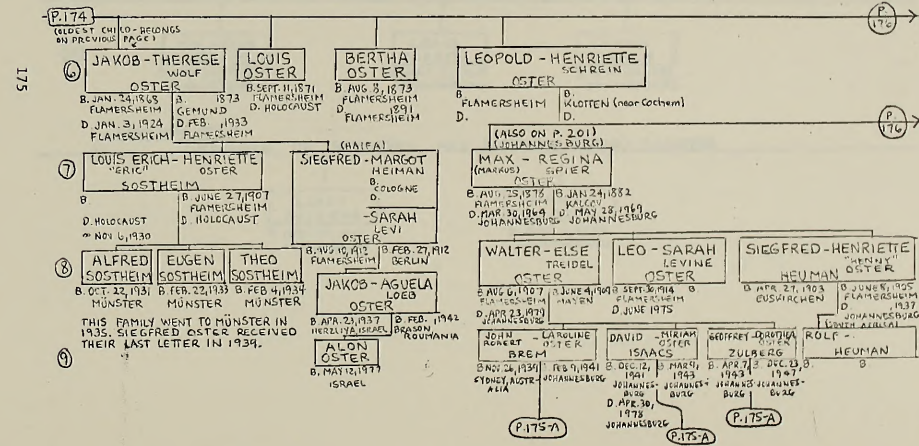 P.174
P. 176
(OLDEST CHILD-BELONGS
ON PREVIOUS PAGE)
175
6
JAKOB-THERESE
WOLF
OSTER
B. JAN. 24, 1868
FLAMERSHEIM
D. JAN. 3, 1924
FLAMERSHEIM
B. 1873
GEMUND
D. FEB. 1933
FLAMERSHEIM
LOUIS
OSTER
B. SEPT. 11, 1871
FLAMERSHEIM
D. HOLOCAUST
BERTHA
OSTER
B. AUG. 8, 1873
FLAMERSHEIM
D. 1891
FLAMERSHEIM
LEOPOLD - HENRIETTE
SCHREIN
OSTER
B.
FLAMERSHEIM
D.
B.
KLOTTEN (near Cochem)
D.
P. 176
7
LOUIS ERICH - HENRIETTE
"ERIC" OSTER
SOSTHEIM
B
D. HOLOCAUST
∞ NOV 6, 1930
B. JUNE 27, 1907
FLAMERSHEIM
D. HOLOCAUST
(HAIFA)
SIEGFRED - MARGOT
HEIMAN
B.
COLOGNE
D.
- SARAH
LEVI
OSTER
B. AUG 10, 1912
FLAMERSHEIM
B. FEB. 27, 1912
BERLIN
(ALSO ON P. 201)
(JOHANNESBURG)
MAX - REGINA
(MARKUS) SPIER
OSTER
B. AUG. 25, 1878
FLAMERSHEIM
D. MAR. 30, 1964
JOHANNESBURG
B. JAN 24, 1882
D. MAY 28, 1969
JOHANNESBURG
8
ALFRED
SOSTHEIM
B. OCT. 22, 1931
MÜNSTER
EUGEN
SOSTHEIM
B. FEB. 22, 1933
MÜNSTER
THEO
SOSTHEIM
B. FEB 4, 1934
MÜNSTER
JAKOB - AGUELA
LOEB
OSTER
B. APR. 23, 1937
HERZLIYA, ISRAEL
B. FEB. 1942
BRASON
ROUMANIA
WALTER - ELSE
TREIDEL
OSTER
B. AUG 6, 1907
FLAMERSHEIM
D. APR. 23, 1979
JOHANNESBURG
B. JUNE 4, 1909
MAYEN
LEO - SARAH
LEVINE
OSTER
B. SEPT. 30, 1914
FLAMERSHEIM
D. JUNE 1975
B
SIEGFRED - HENRIETTE
"HENNY"
OSTER
HEUMAN
B. APR 27, 1903
EUSKIRCHEN
B. JUNE 8, 1905
FLAMERSHEIM
D. 1937
JOHANNESBURG
(SOUTH AFRICA)
THIS FAMILY WENT TO MÜNSTER IN
1935. SIEGFRED OSTER RECEIVED
THEIR LAST LETTER IN 1939.
9
ALON
OSTER
B. MAY 12, 1977
ISRAEL
JOHN - CAROLINE
ROBERT OSTER
BREM
B. NOV. 26, 1939
SYDNEY, AUSTRALIA
FEB 9, 1941
JOHANNESBURG
P.175-A
DAVID - MIRIAM
OSTER
ISAACS
B. DEC. 12,
1941
JOHANNESBURG
D. APR. 30,
1978
JOHANNESBURG
B. MAR 9,
1943
JOHANNESBURG
P.175-A
GEOFFREY - DOROTHEA
OSTER
ZULBERG
B. APR. 7,
1943
JOHANNESBURG
B. DEC. 23,
1947
JOHANNESBURG
P.175-A
ROLF -
HEUMAN